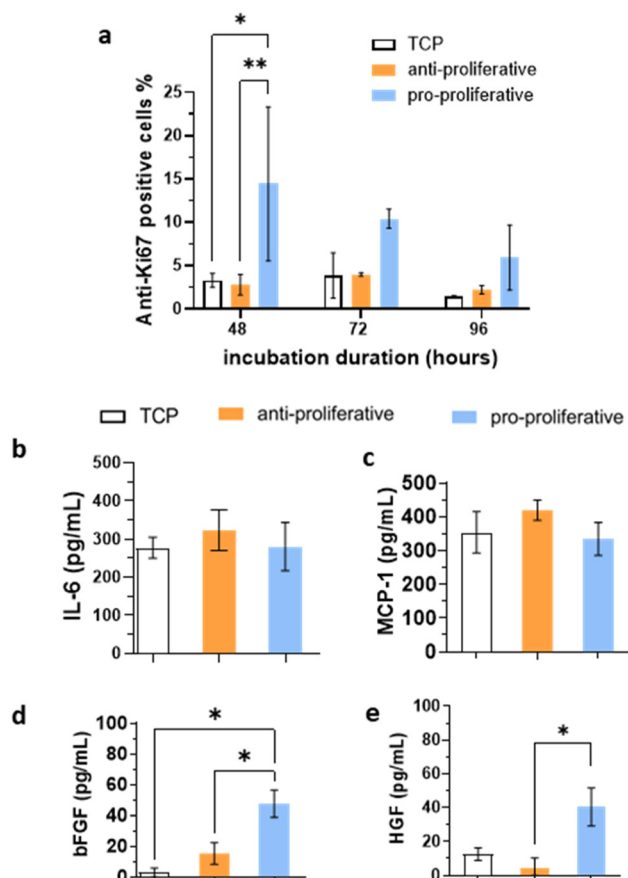 a
*
**
TCP
anti-proliferative
pro-proliferative
Anti-Ki67 positive cells %
25
20
15
10
5
0
48 72 96
incubation duration (hours)
TCP anti-proliferative pro-proliferative
b
IL-6 (pg/mL)
500
400
300
200
100
0
c
MCP-1 (pg/mL)
500
400
300
200
100
0
d
bFGF (pg/mL)
100
80
60
40
20
0
*
*
e
HGF (pg/mL)
100
80
60
40
20
0
*